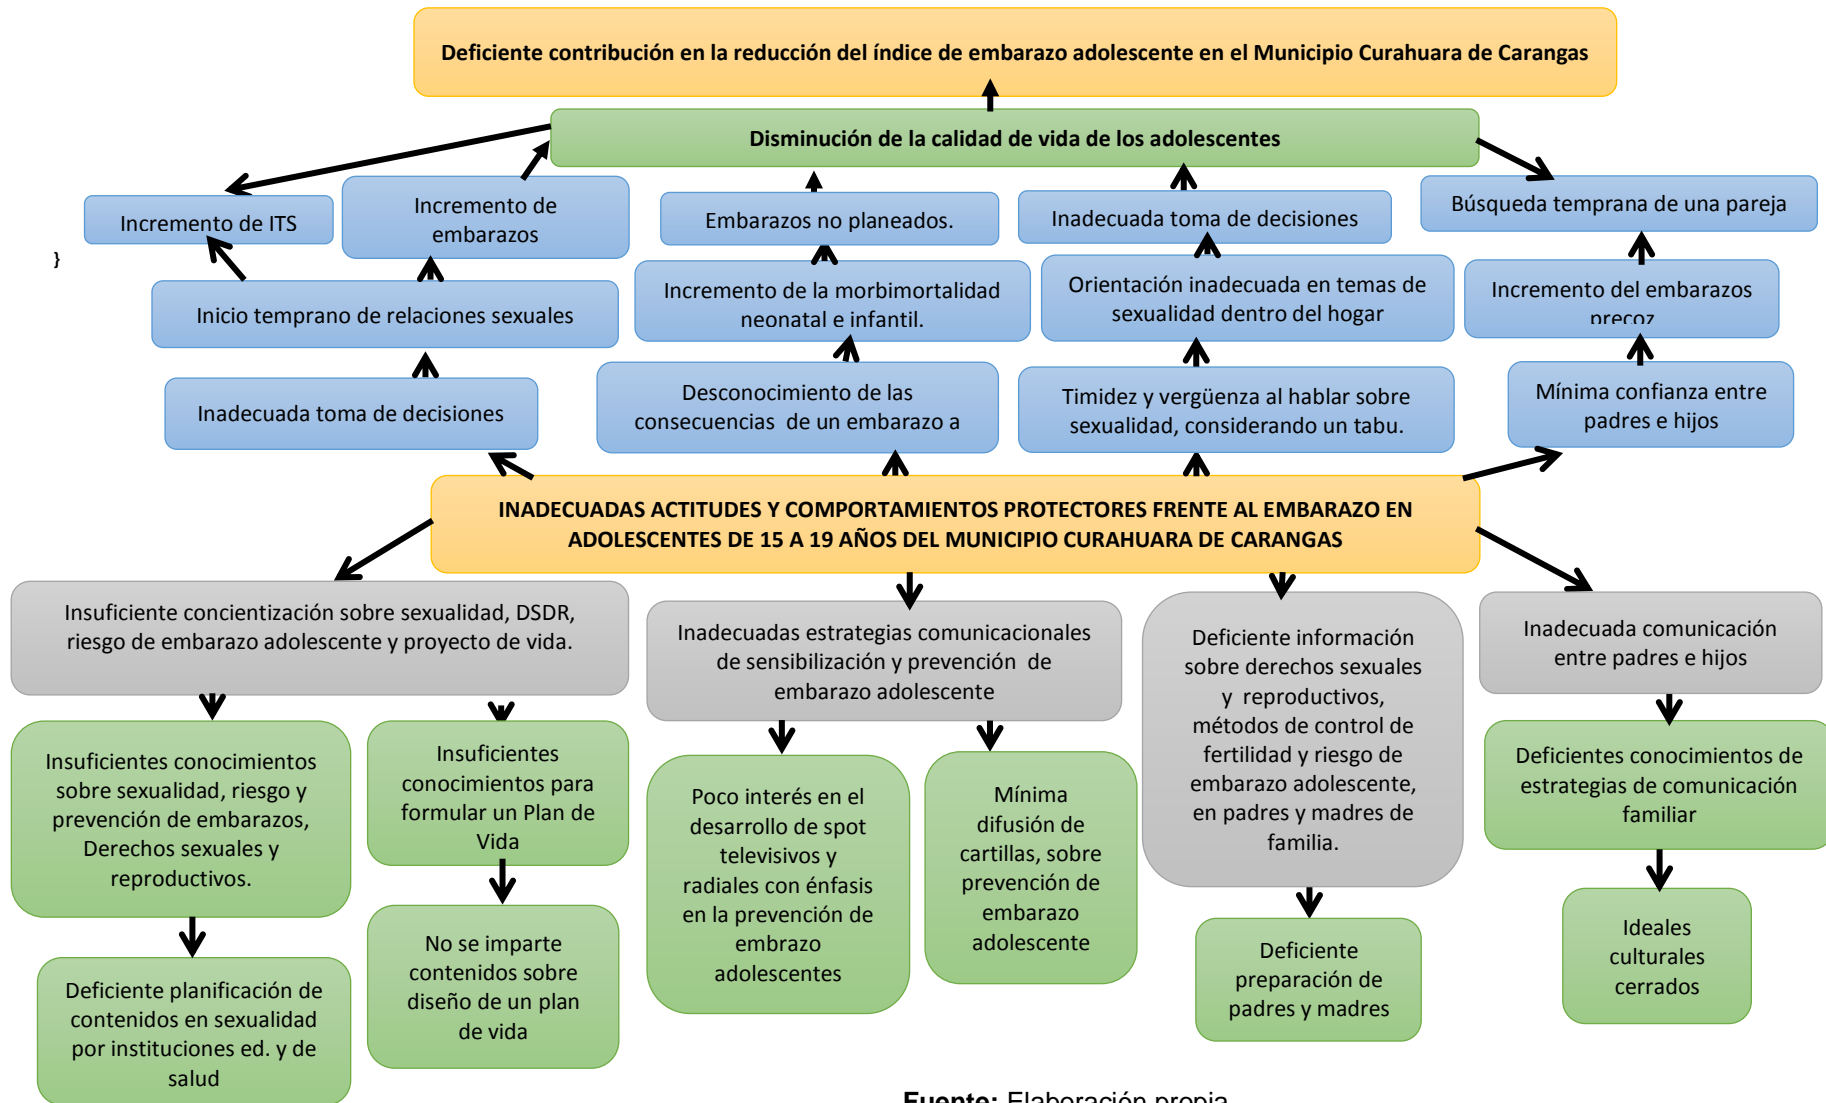 Deficiente contribución en la reducción del índice de embarazo adolescente en el Municipio Curahuara de Carangas
Disminución de la calidad de vida de los adolescentes
Incremento de ITS
Incremento de
embarazos
Embarazos no planeados.
Inadecuada toma de decisiones
Búsqueda temprana de una pareja
}
Inicio temprano de relaciones sexuales
Incremento de la morbimortalidad
neonatal e infantil.
Orientación inadecuada en temas de
sexualidad dentro del hogar
Incremento del embarazos
precoz
Inadecuada toma de decisiones
Desconocimiento de las
consecuencias de un embarazo a
Timidez y vergüenza al hablar sobre
sexualidad, considerando un tabu.
Mínima confianza entre
padres e hijos
INADECUADAS ACTITUDES Y COMPORTAMIENTOS PROTECTORES FRENTE AL EMBARAZO EN
ADOLESCENTES DE 15 A 19 AÑOS DEL MUNICIPIO CURAHUARA DE CARANGAS
Insuficiente concientización sobre sexualidad, DSDR,
riesgo de embarazo adolescente y proyecto de vida.
Inadecuadas estrategias comunicacionales
de sensibilización y prevención de
embarazo adolescente
Deficiente información
sobre derechos sexuales
y reproductivos,
métodos de control de
fertilidad y riesgo de
embarazo adolescente,
en padres y madres de
familia.
Inadecuada comunicación
entre padres e hijos
Insuficientes conocimientos
sobre sexualidad, riesgo y
prevención de embarazos,
Derechos sexuales y
reproductivos.
Insuficientes
conocimientos para
formular un Plan de
Vida
Poco interés en el
desarrollo de spot
televisivos y
radiales con énfasis
en la prevención de
embrazo
adolescentes
Mínima
difusión de
cartillas, sobre
prevención de
embarazo
adolescente
Deficientes conocimientos de
estrategias de comunicación
familiar
Deficiente planificación de
contenidos en sexualidad
por instituciones ed. y de
salud
No se imparte
contenidos sobre
diseño de un plan
de vida
Deficiente
preparación de
padres y madres
Ideales
culturales
cerrados
Fuente: Elaboración propia